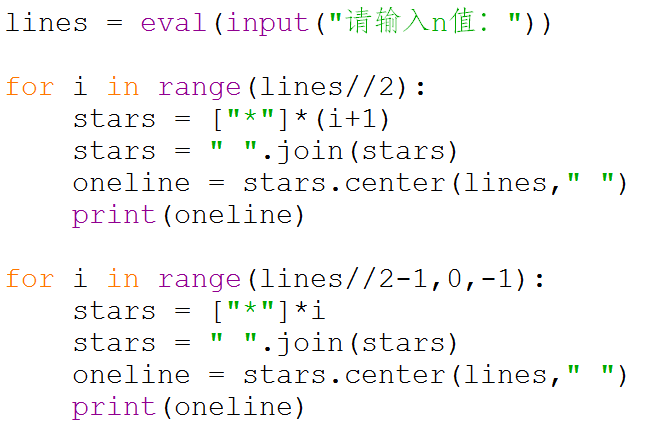 lines = eval(input("请输入n值: "))

for i in range(lines//2):
    stars = ["*"]*(i+1)
    stars = " ".join(stars)
    oneline = stars.center(lines," ")
    print(oneline)

for i in range(lines//2-1,0,-1):
    stars = ["*"]*i
    stars = " ".join(stars)
    oneline = stars.center(lines," ")
    print(oneline)